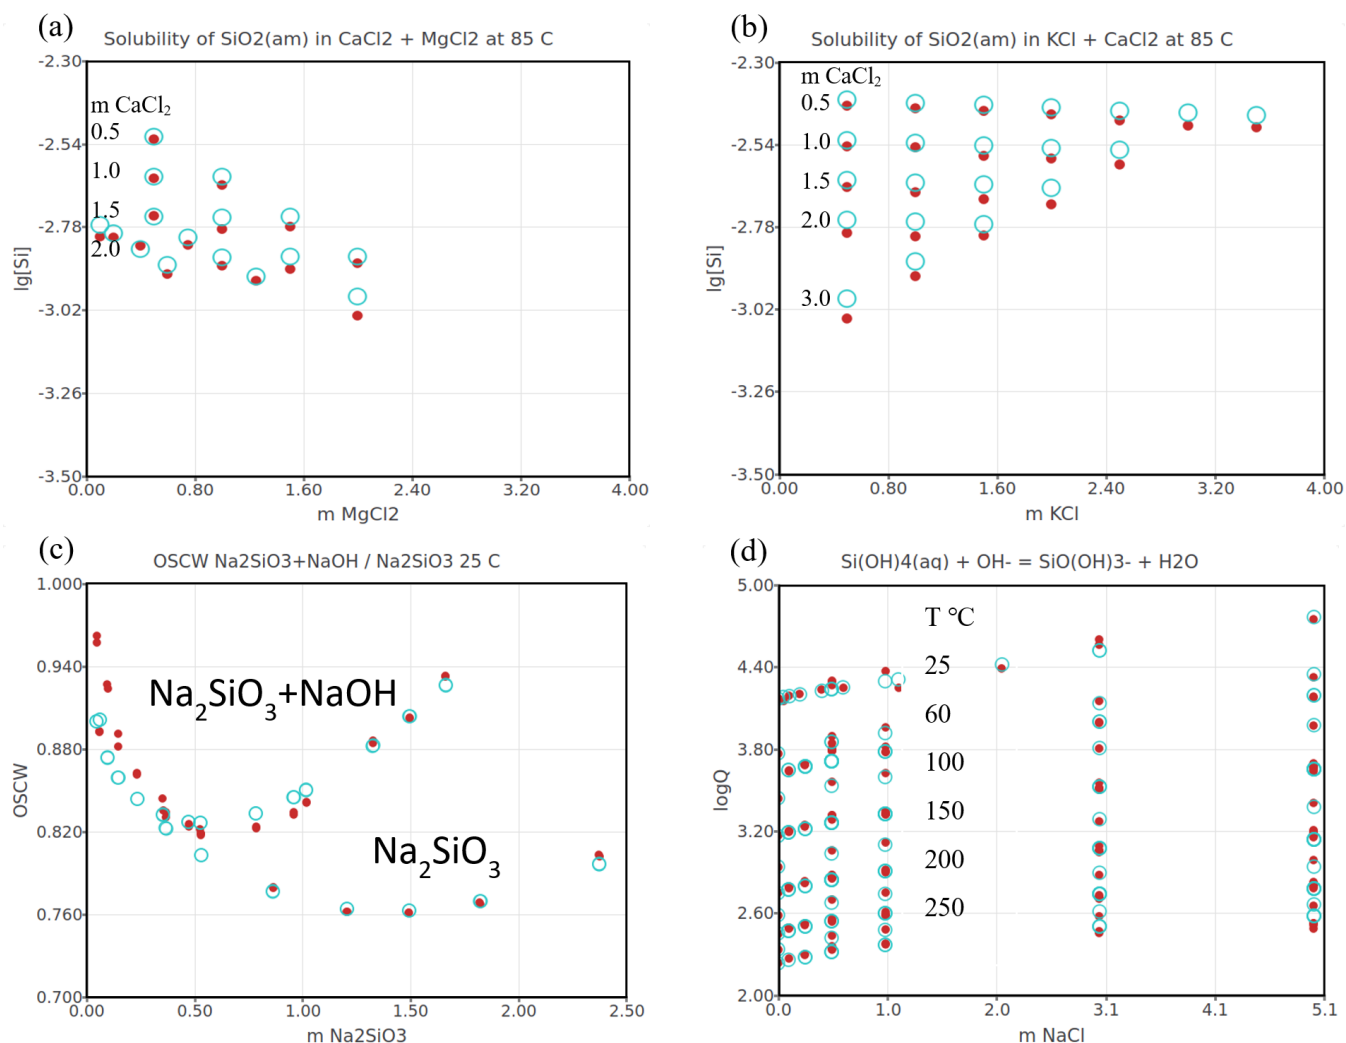 (a)
Solubility of SiO2(am) in CaCl2 + MgCl2 at 85 C
-2.30
m CaCl₂
0.5
-2.54
1.0
1.5
-2.78
2.0
lg[Si]
-3.02
-3.26
-3.50
0.00 0.80 1.60 2.40 3.20 4.00
m MgCl2
(b)
Solubility of SiO2(am) in KCl + CaCl2 at 85 C
-2.30
m CaCl₂
0.5
-2.54
1.0
1.5
2.0
-2.78
lg[Si]
3.0
-3.02
-3.26
-3.50
0.00 0.80 1.60 2.40 3.20 4.00
m KCl
(c)
OSCW Na2SiO3+NaOH / Na2SiO3 25 C
1.000
0.940
Na₂SiO₃+NaOH
0.880
OSCW
0.820
Na₂SiO₃
0.760
0.700
0.00 0.50 1.00 1.50 2.00 2.50
m Na2SiO3
(d)
Si(OH)4(aq) + OH- = SiO(OH)3- + H2O
5.00
T °C
4.40
25
60
3.80
100
logQ
150
3.20
200
2.60
250
2.00
0.0 1.0 2.0 3.1 4.1 5.1
m NaCl